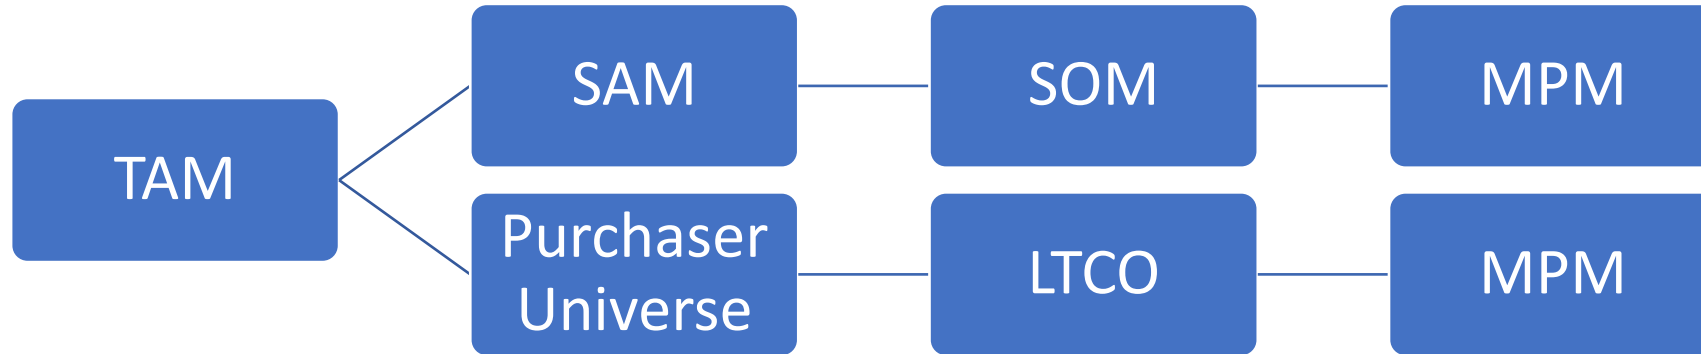 TAM
SAM
SOM
MPM
Purchaser
Universe
LTCO
MPM